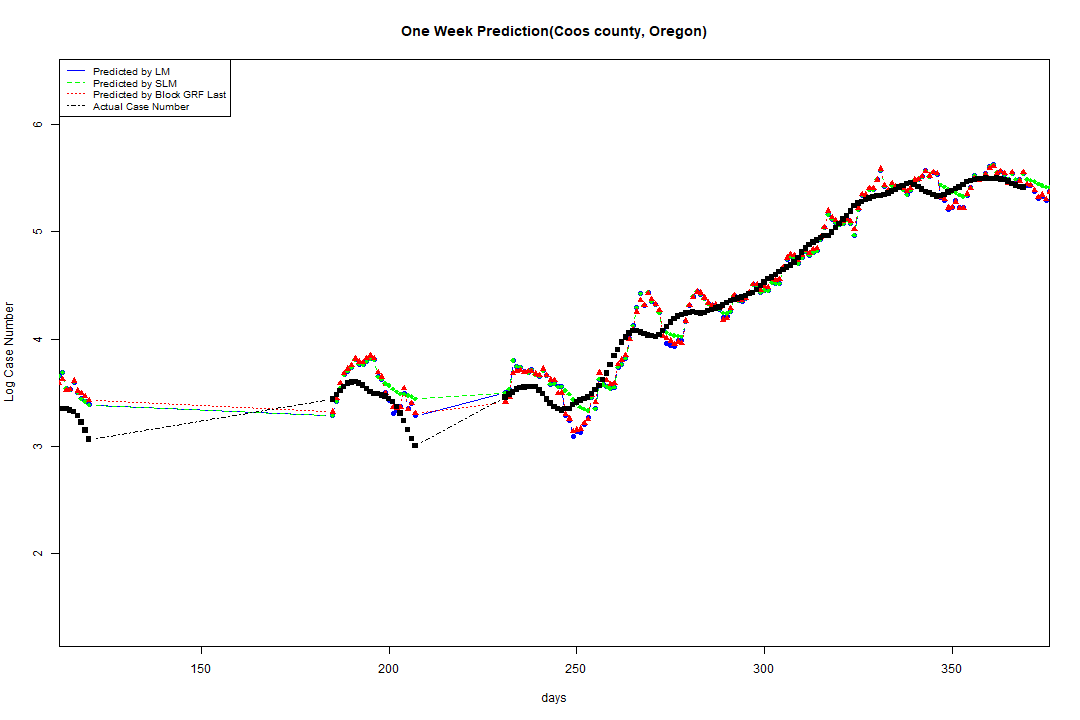 One Week Prediction(Coos county, Oregon)
Predicted by LM
Predicted by SLM
Predicted by Block GRF Last
Actual Case Number
Log Case Number
6
5
4
3
2
150 200 250 300 350
days